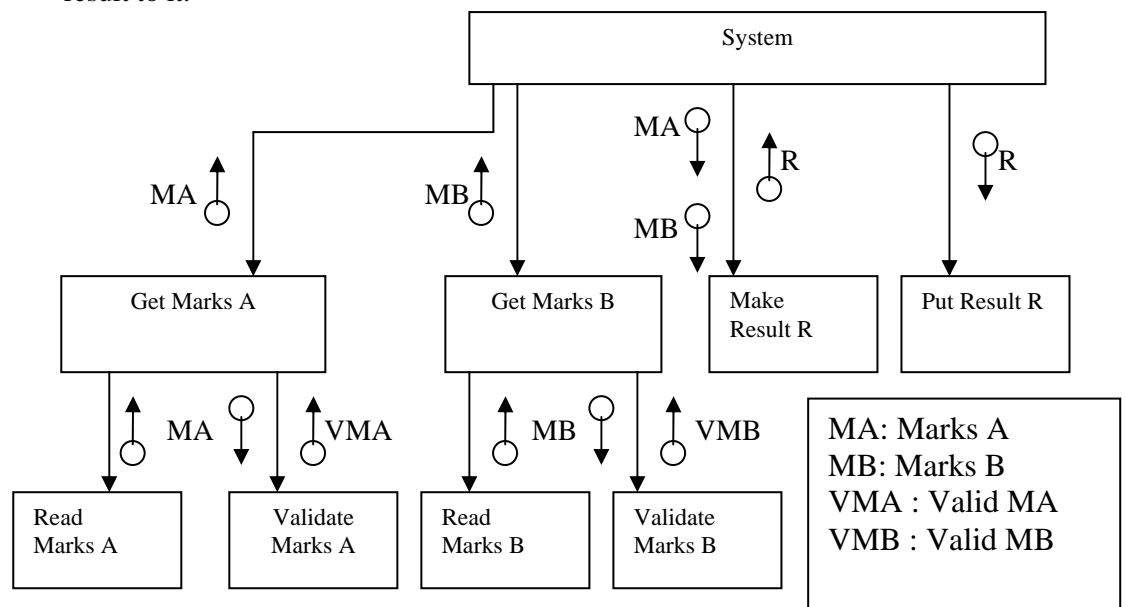 result to it.
System
MA
R
R
MA
MB
MB
Get Marks A
Get Marks B
Make
Result R
Put Result R
MA
VMA
MB
VMB
MA: Marks A
MB: Marks B
VMA : Valid MA
VMB : Valid MB
Read
Marks A
Validate
Marks A
Read
Marks B
Validate
Marks B